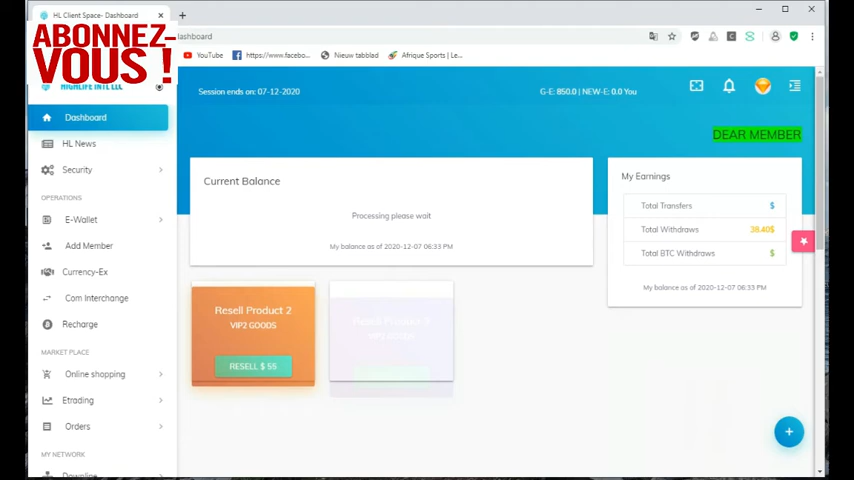 HL Client Space- Dashboard
ABONNEZ-
VOUS !
dashboard
YouTube
https://www.facebo...
Nieuw tabblad
Afrique Sports | Le...
HIGHLIFE INT'L LLC
Session ends on: 07-12-2020
G-E: 850.0 | NEW-E: 0.0 You
DEAR MEMBER
Dashboard
HL News
Security
OPERATIONS
E-Wallet
Add Member
Currency-Ex
Com Interchange
Recharge
MARKET PLACE
Online shopping
Etrading
Orders
MY NETWORK
Downline
Current Balance
Processing please wait
My balance as of 2020-12-07 06:33 PM
My Earnings
Total Transfers $
Total Withdraws 38.40$
Total BTC Withdraws $
My balance as of 2020-12-07 06:33 PM
Resell Product 2
VIP2 GOODS
RESELL $ 55